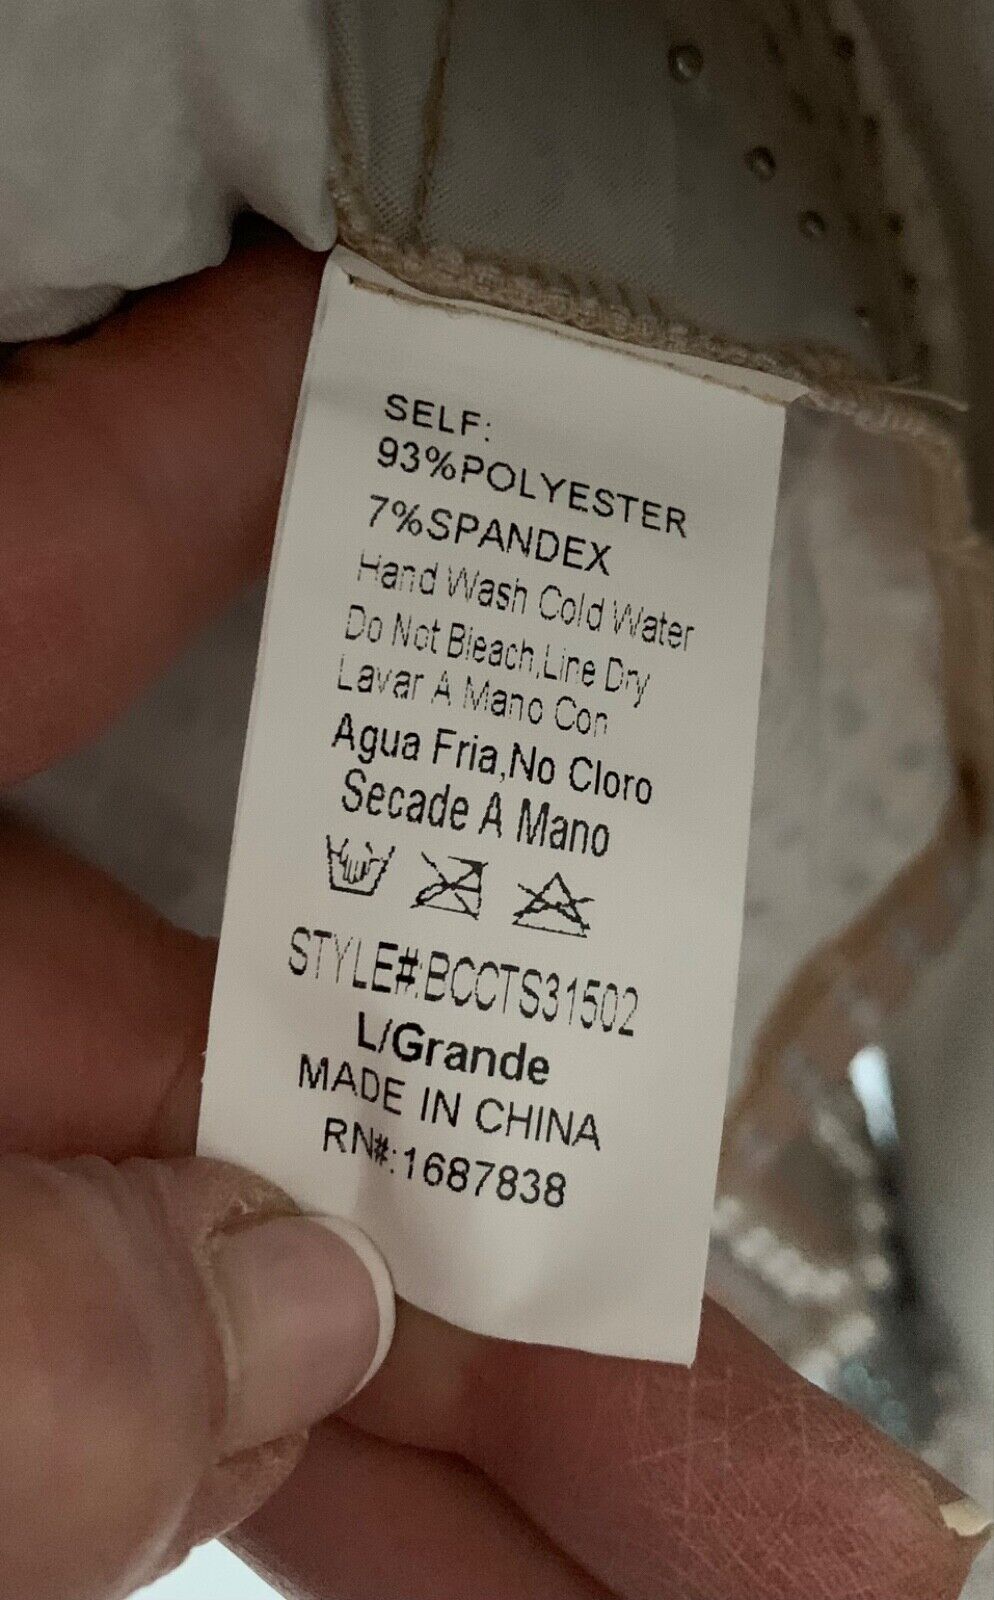 SELF:
93%POLYESTER
7%SPANDEX
Hand Wash Cold Water
Do Not Bleach,Line Dry
Lavar A Mano Con
Agua Fria,No Cloro
Secade A Mano
STYLE#:BCCTS31502
L/Grande
MADE IN CHINA
RN#:1687838